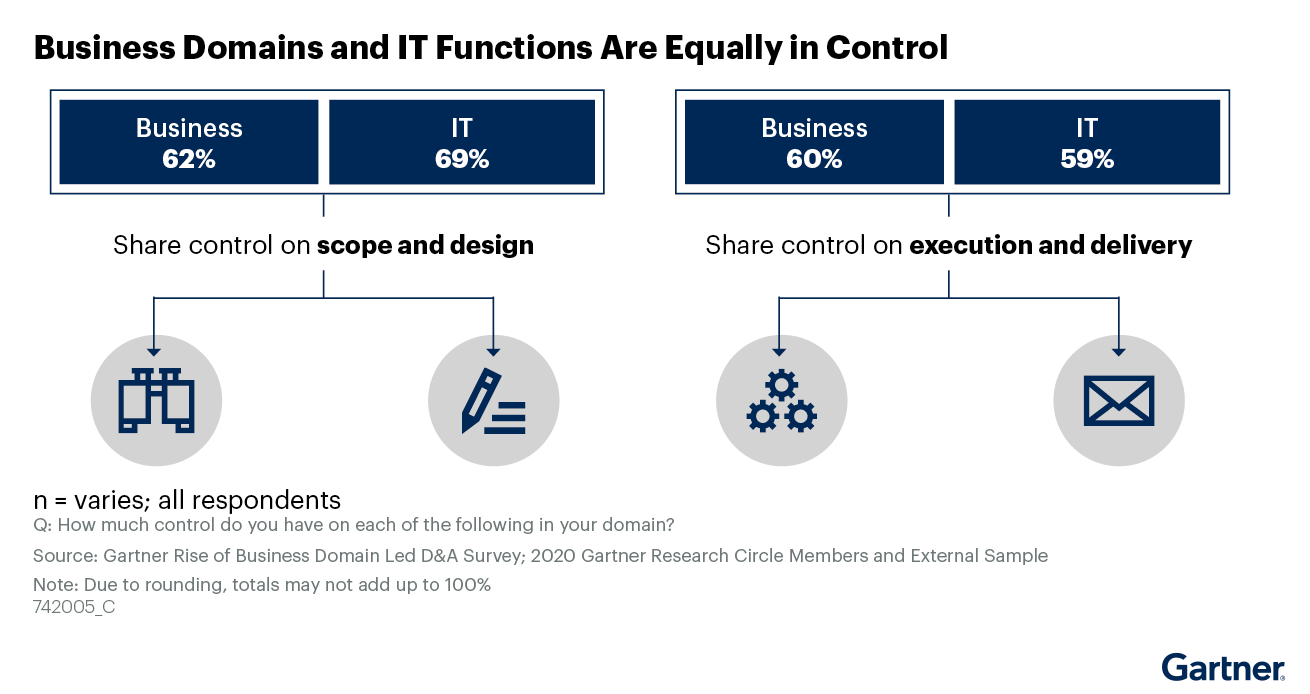 Business Domains and IT Functions Are Equally in Control
Business
62%
IT
69%
Share control on scope and design
Business
60%
IT
59%
Share control on execution and delivery
n = varies; all respondents
Q: How much control do you have on each of the following in your domain?
Source: Gartner Rise of Business Domain Led D&A Survey; 2020 Gartner Research Circle Members and External Sample
Note: Due to rounding, totals may not add up to 100%
742005_C
Gartner®